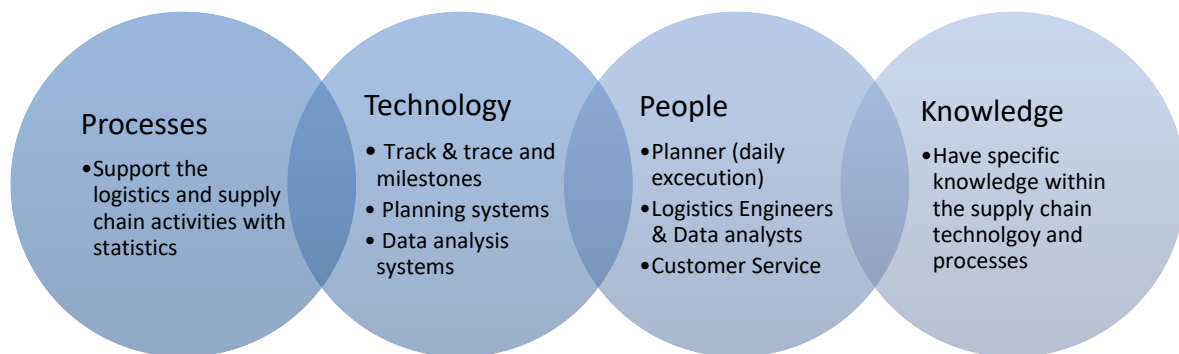 Processes
•Support the
logistics and supply
chain activities with
statistics
Technology
• Track & trace and
milestones
• Planning systems
• Data analysis
systems
People
•Planner (daily
excecution)
•Logistics Engineers
& Data analysts
•Customer Service
Knowledge
•Have specific
knowledge within
the supply chain
technolgoy and
processes